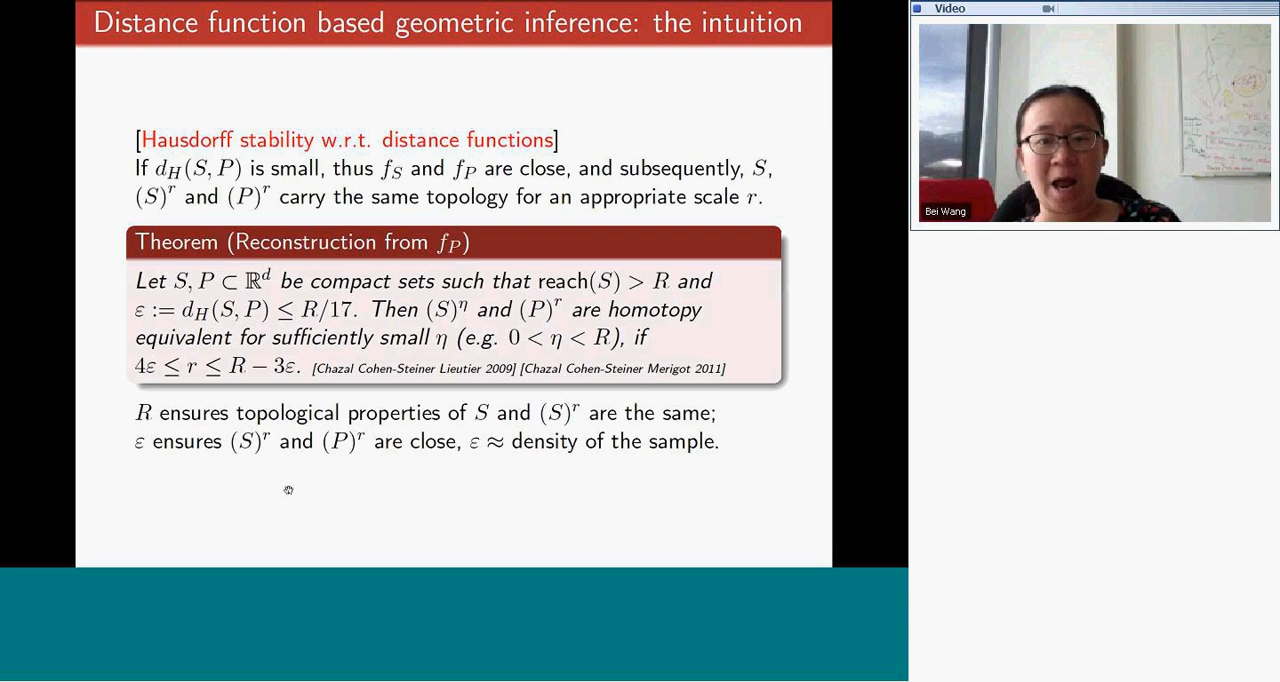 Distance function based geometric inference: the intuition
[Hausdorff stability w.r.t. distance functions]
If d_H(S, P) is small, thus f_S and f_P are close, and subsequently, S,
(S)^r and (P)^r carry the same topology for an appropriate scale r.
Theorem (Reconstruction from f_P)
Let S, P ⊂ ℝ^d be compact sets such that reach(S) > R and
ε := d_H(S, P) ≤ R/17. Then (S)^η and (P)^r are homotopy
equivalent for sufficiently small η (e.g. 0 < η < R), if
4ε ≤ r ≤ R − 3ε. [Chazal Cohen-Steiner Lieutier 2009] [Chazal Cohen-Steiner Merigot 2011]
R ensures topological properties of S and (S)^r are the same;
ε ensures (S)^r and (P)^r are close, ε ≈ density of the sample.
Video
Bei Wang